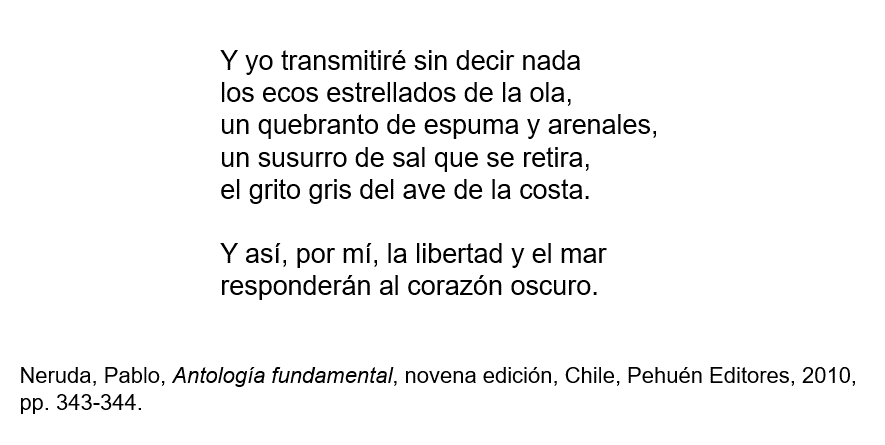 Y yo transmitiré sin decir nada
los ecos estrellados de la ola,
un quebranto de espuma y arenales,
un susurro de sal que se retira,
el grito gris del ave de la costa.
Y así, por mí, la libertad y el mar
responderán al corazón oscuro.
Neruda, Pablo, Antología fundamental, novena edición, Chile, Pehuén Editores, 2010,
pp. 343-344.